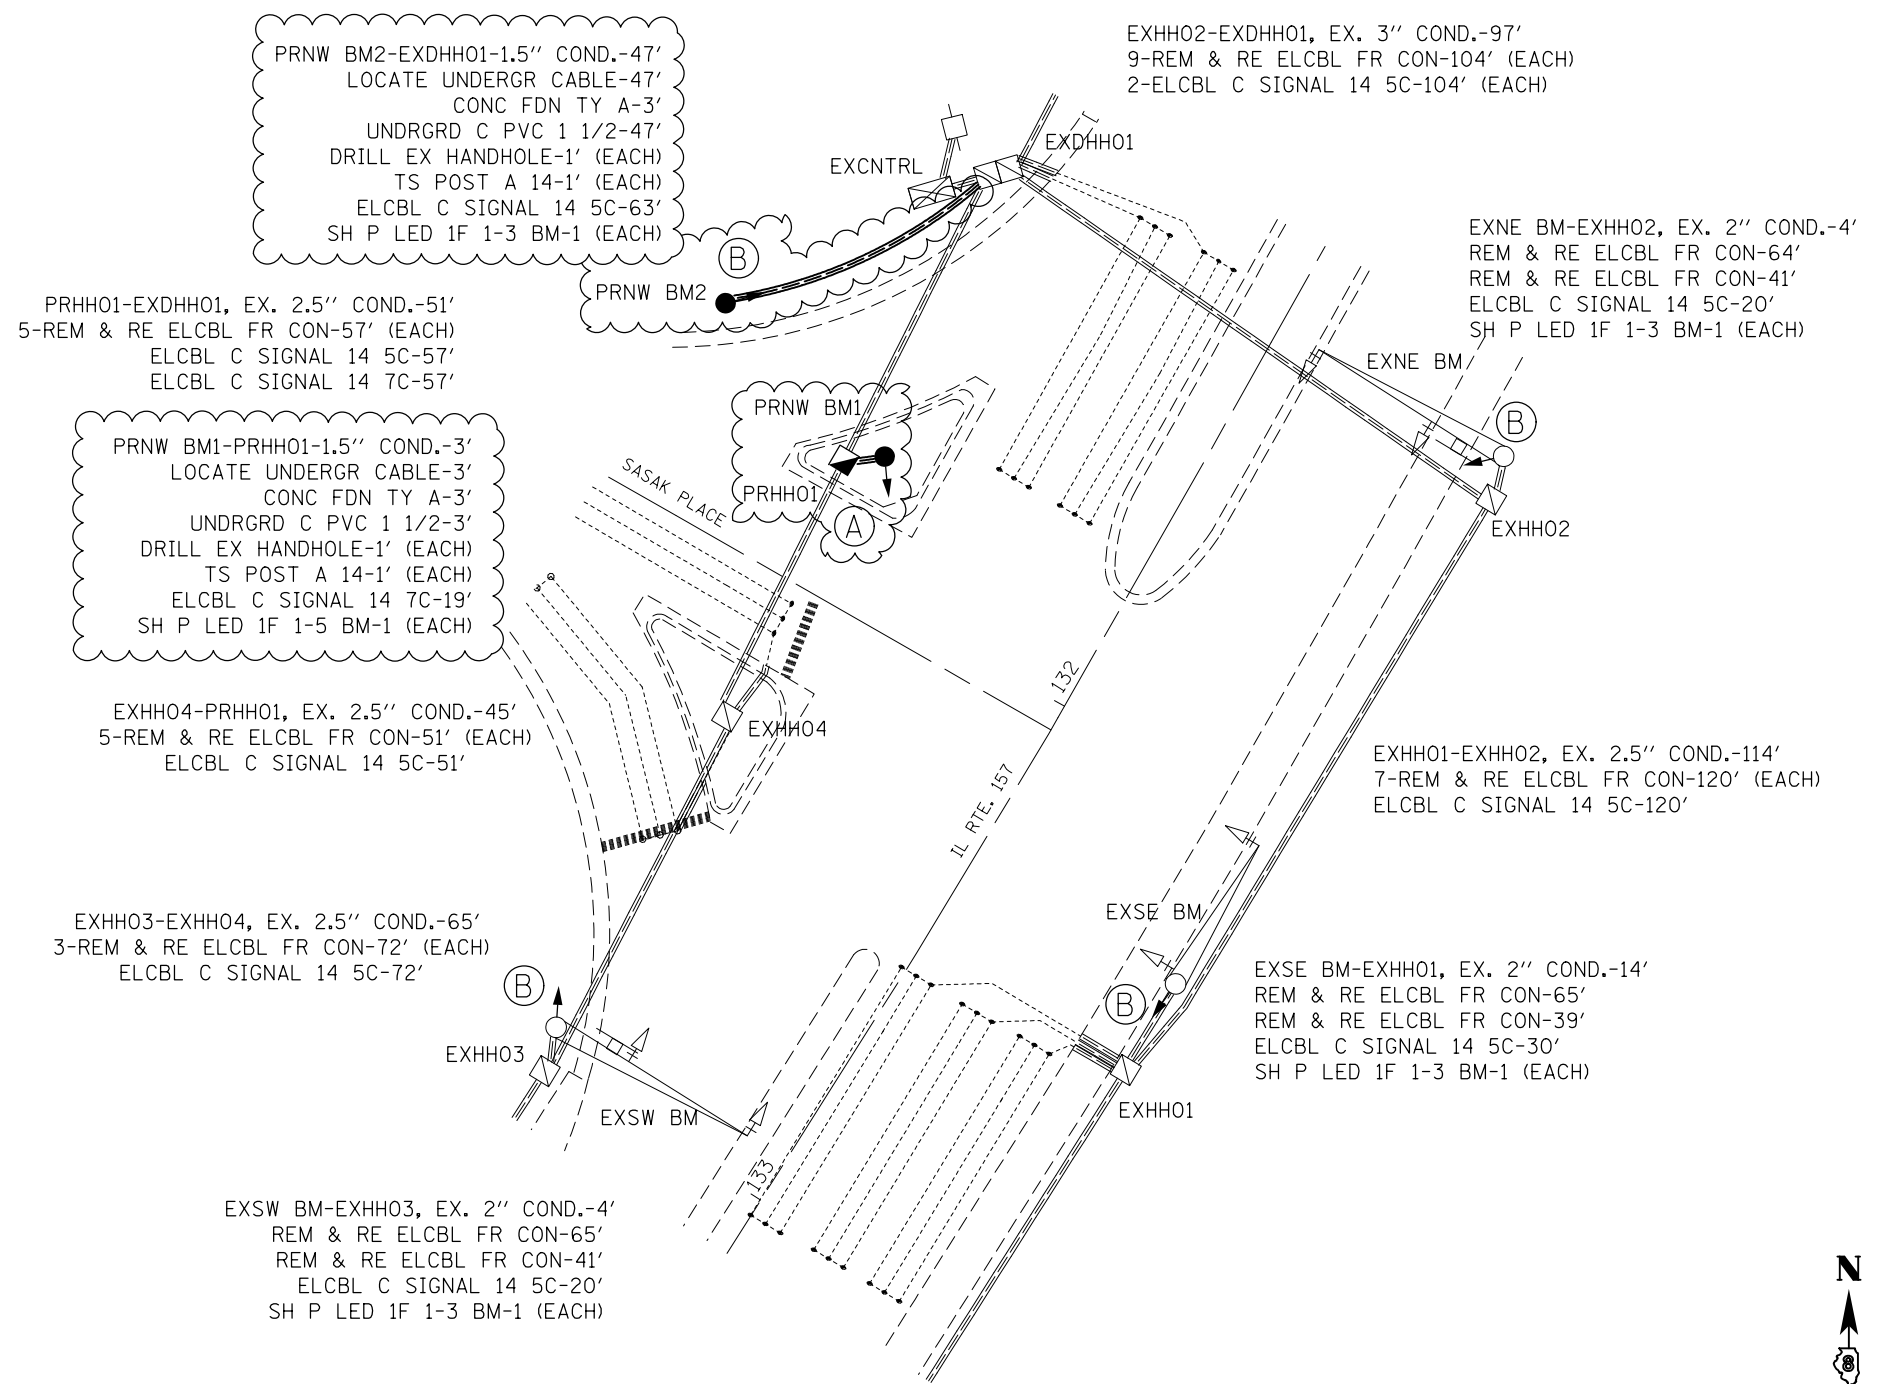 PRNW BM2-EXDHH01-1.5'' COND.-47'
LOCATE UNDERGR CABLE-47'
CONC FDN TY A-3'
UNDRGRD C PVC 1 1/2-47'
DRILL EX HANDHOLE-1' (EACH)
TS POST A 14-1' (EACH)
ELCBL C SIGNAL 14 5C-63'
SH P LED 1F 1-3 BM-1 (EACH)
EXHH02-EXDHH01, EX. 3'' COND.-97'
9-REM & RE ELCBL FR CON-104' (EACH)
2-ELCBL C SIGNAL 14 5C-104' (EACH)
EXDHH01
EXCNTRL
B
PRNW BM2
EXNE BM-EXHH02, EX. 2'' COND.-4'
REM & RE ELCBL FR CON-64'
REM & RE ELCBL FR CON-41'
ELCBL C SIGNAL 14 5C-20'
SH P LED 1F 1-3 BM-1 (EACH)
PRHH01-EXDHH01, EX. 2.5'' COND.-51'
5-REM & RE ELCBL FR CON-57' (EACH)
ELCBL C SIGNAL 14 5C-57'
ELCBL C SIGNAL 14 7C-57'
EXNE BM
B
PRNW BM1
PRHH01
A
SASAK PLACE
EXHH02
PRNW BM1-PRHH01-1.5'' COND.-3'
LOCATE UNDERGR CABLE-3'
CONC FDN TY A-3'
UNDRGRD C PVC 1 1/2-3'
DRILL EX HANDHOLE-1' (EACH)
TS POST A 14-1' (EACH)
ELCBL C SIGNAL 14 7C-19'
SH P LED 1F 1-5 BM-1 (EACH)
132
EXHH04-PRHH01, EX. 2.5'' COND.-45'
5-REM & RE ELCBL FR CON-51' (EACH)
ELCBL C SIGNAL 14 5C-51'
EXHH04
IL RTE. 157
EXHH01-EXHH02, EX. 2.5'' COND.-114'
7-REM & RE ELCBL FR CON-120' (EACH)
ELCBL C SIGNAL 14 5C-120'
EXHH03-EXHH04, EX. 2.5'' COND.-65'
3-REM & RE ELCBL FR CON-72' (EACH)
ELCBL C SIGNAL 14 5C-72'
EXSE BM
B
B
EXSE BM-EXHH01, EX. 2'' COND.-14'
REM & RE ELCBL FR CON-65'
REM & RE ELCBL FR CON-39'
ELCBL C SIGNAL 14 5C-30'
SH P LED 1F 1-3 BM-1 (EACH)
EXHH03
EXSW BM
EXHH01
133
EXSW BM-EXHH03, EX. 2'' COND.-4'
REM & RE ELCBL FR CON-65'
REM & RE ELCBL FR CON-41'
ELCBL C SIGNAL 14 5C-20'
SH P LED 1F 1-3 BM-1 (EACH)
N
8